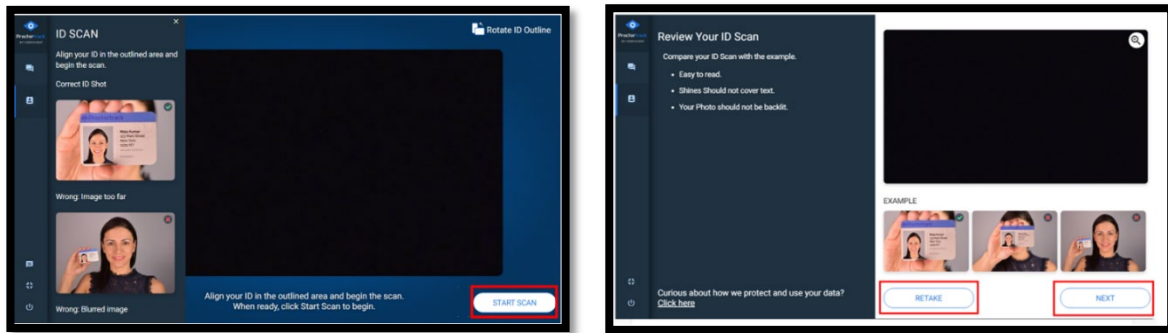 Proctortrack
ID SCAN
Align your ID in the outlined area and
begin the scan.
Correct ID Shot
Wrong: Image too far
Wrong: Blurred image
Rotate ID Outline
Align your ID in the outlined area and begin the scan.
When ready, click Start Scan to begin.
START SCAN
Proctortrack
Review Your ID Scan
Compare your ID Scan with the example.
• Easy to read.
• Shines Should not cover text.
• Your Photo should not be backlit.
EXAMPLE
Curious about how we protect and use your data?
Click here
RETAKE
NEXT